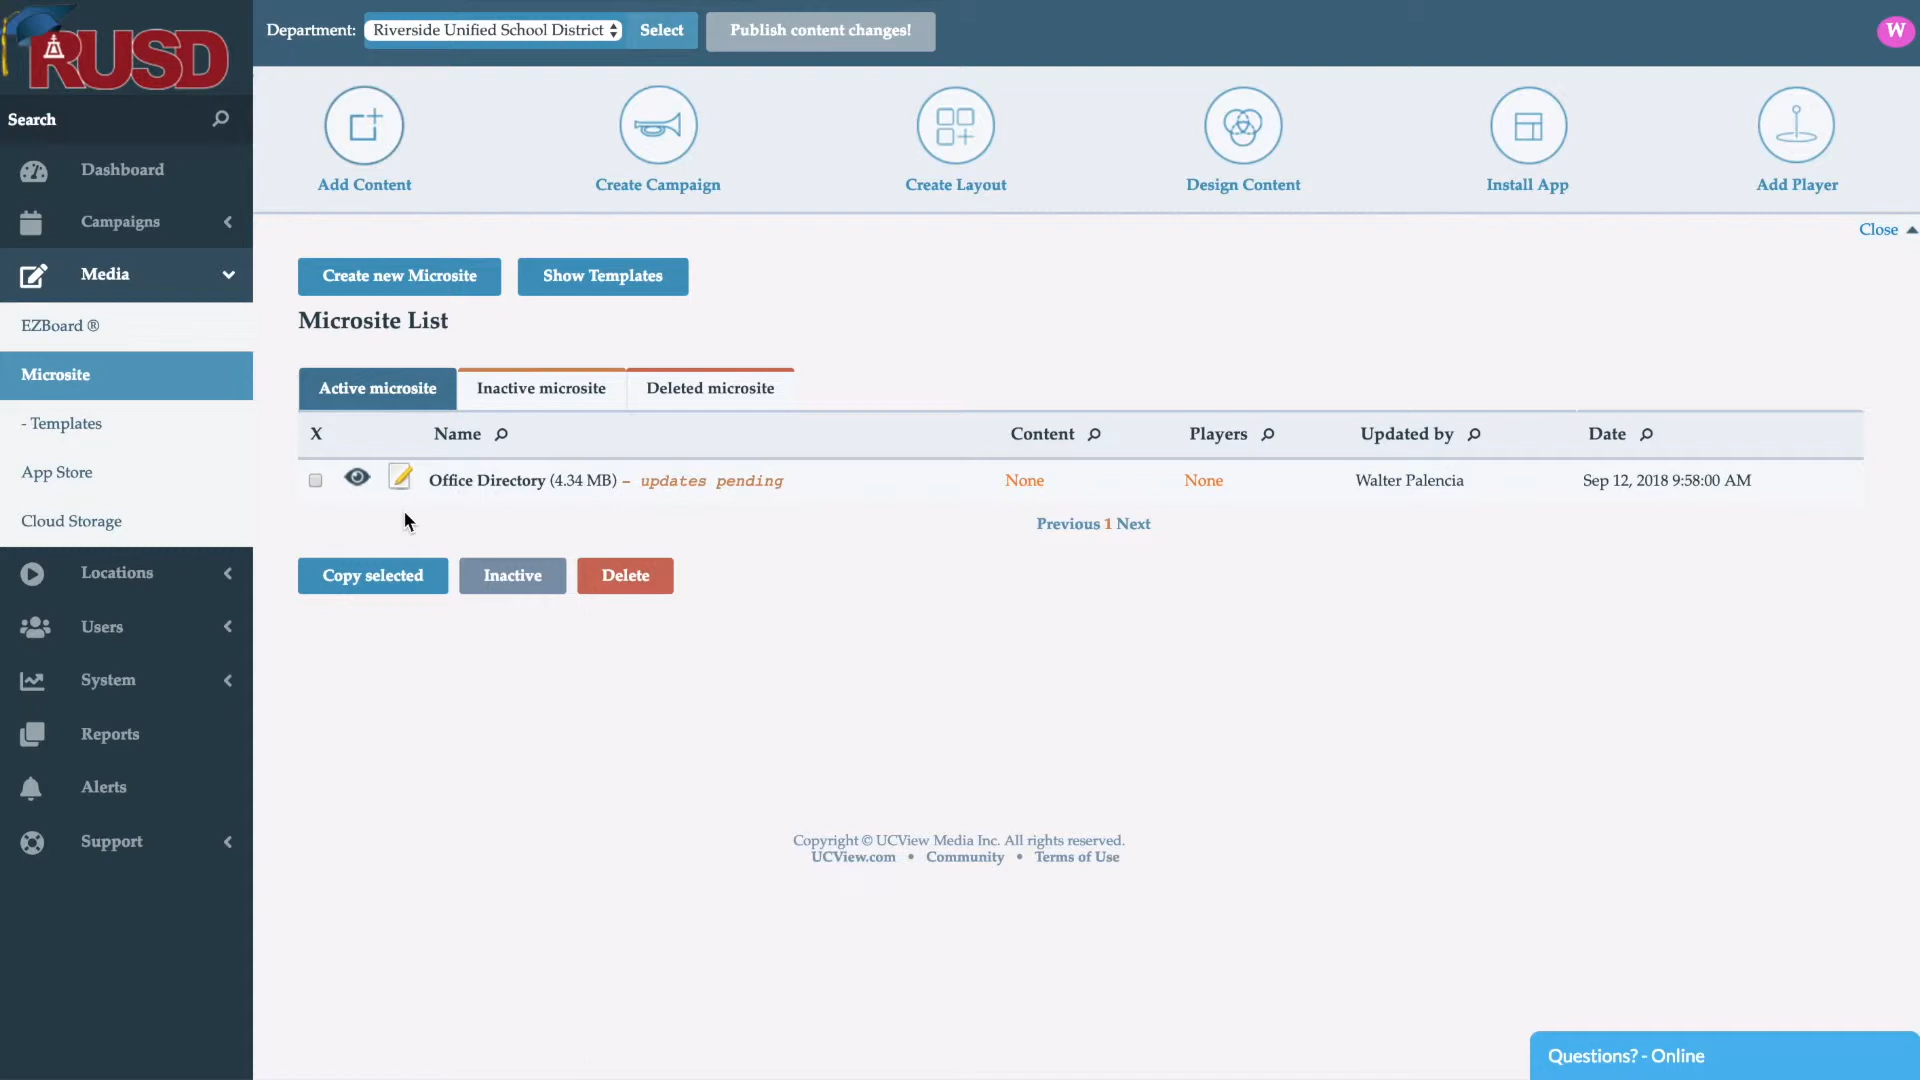 RUSD
Department: Riverside Unified School District Select Publish content changes!
W
Search
Dashboard
Campaigns
Media
EZBoard ®
Microsite
- Templates
App Store
Cloud Storage
Locations
Users
System
Reports
Alerts
Support
Add Content
Create Campaign
Create Layout
Design Content
Install App
Add Player
Close
Create new Microsite Show Templates
Microsite List
Active microsite Inactive microsite Deleted microsite
X Name Content Players Updated by Date
Office Directory (4.34 MB) - updates pending None None Walter Palencia Sep 12, 2018 9:58:00 AM
Previous 1 Next
Copy selected Inactive Delete
Copyright © UCView Media Inc. All rights reserved.
UCView.com • Community • Terms of Use
Questions? - Online